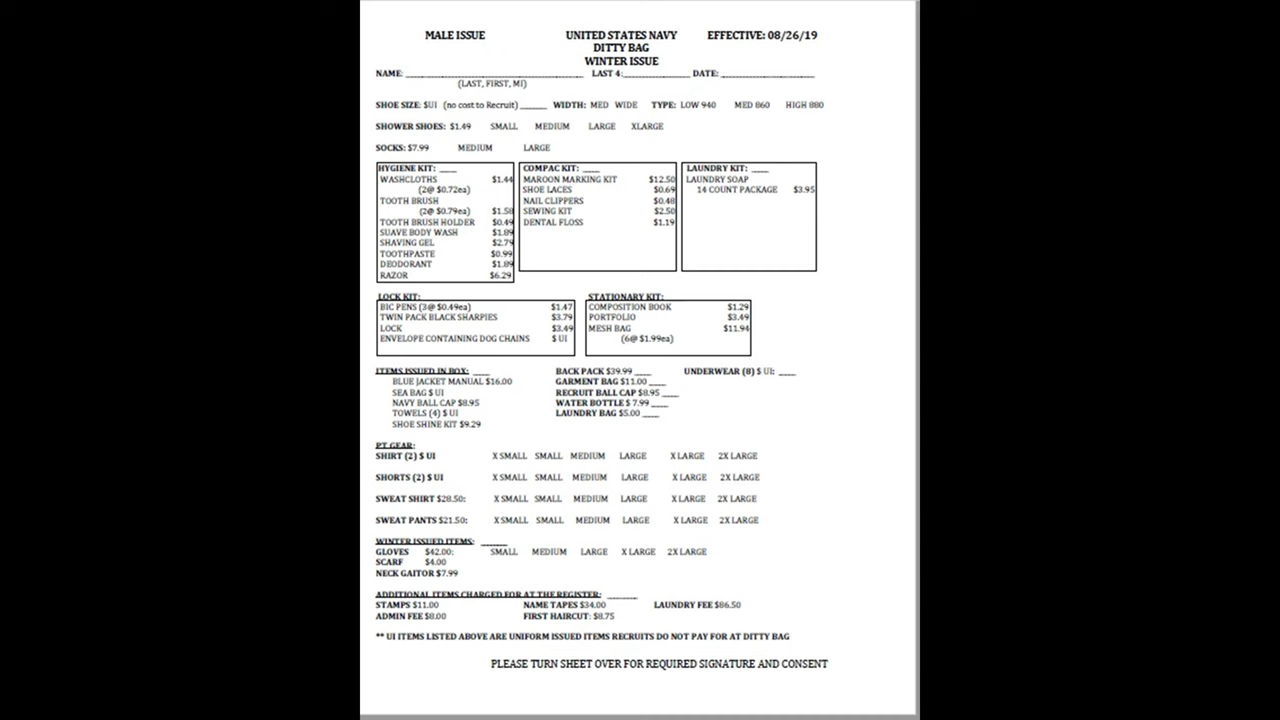 MALE ISSUE UNITED STATES NAVY EFFECTIVE: 08/26/19
DITTY BAG
WINTER ISSUE
NAME: ____ LAST 4: ____ DATE: ____
(LAST, FIRST, MI)
SHOE SIZE: $UI (no cost to Recruit) ____ WIDTH: MED WIDE TYPE: LOW 940 MED 860 HIGH 880
SHOWER SHOES: $1.49 SMALL MEDIUM LARGE XLARGE
SOCKS: $7.99 MEDIUM LARGE
HYGIENE KIT: ____
WASHCLOTHS $1.44
(2@ $0.72ea)
TOOTH BRUSH
(2@ $0.79ea) $1.58
TOOTH BRUSH HOLDER $0.49
SUAVE BODY WASH $1.89
SHAVING GEL $2.79
TOOTHPASTE $0.99
DEODORANT $1.89
RAZOR $6.29
COMPAC KIT: ____
MAROON MARKING KIT $12.50
SHOE LACES $0.69
NAIL CLIPPERS $0.48
SEWING KIT $2.50
DENTAL FLOSS $1.19
LAUNDRY KIT: ____
LAUNDRY SOAP
14 COUNT PACKAGE $3.95
LOCK KIT:
BIC PENS (3@ $0.49ea) $1.47
TWIN PACK BLACK SHARPIES $3.79
LOCK $3.49
ENVELOPE CONTAINING DOG CHAINS $ UI
STATIONARY KIT:
COMPOSITION BOOK $1.29
PORTFOLIO $3.49
MESH BAG $11.94
(6@ $1.99ea)
ITEMS ISSUED IN BOX: ____
BLUE JACKET MANUAL $16.00
SEA BAG $ UI
NAVY BALL CAP $8.95
TOWELS (4) $ UI
SHOE SHINE KIT $9.29
BACK PACK $39.99 ____
GARMENT BAG $11.00 ____
RECRUIT BALL CAP $8.95 ____
WATER BOTTLE $ 7.99 ____
LAUNDRY BAG $5.00 ____
UNDERWEAR (8) $ UI: ____
PT GEAR:
SHIRT (2) $ UI X SMALL SMALL MEDIUM LARGE X LARGE 2X LARGE
SHORTS (2) $ UI X SMALL SMALL MEDIUM LARGE X LARGE 2X LARGE
SWEAT SHIRT $28.50: X SMALL SMALL MEDIUM LARGE X LARGE 2X LARGE
SWEAT PANTS $21.50: X SMALL SMALL MEDIUM LARGE X LARGE 2X LARGE
WINTER ISSUED ITEMS: ____
GLOVES $42.00: SMALL MEDIUM LARGE X LARGE 2X LARGE
SCARF $4.00
NECK GAITOR $7.99
ADDITIONAL ITEMS CHARGED FOR AT THE REGISTER: ____
STAMPS $11.00 NAME TAPES $34.00 LAUNDRY FEE $86.50
ADMIN FEE $8.00 FIRST HAIRCUT: $8.75
** UI ITEMS LISTED ABOVE ARE UNIFORM ISSUED ITEMS RECRUITS DO NOT PAY FOR AT DITTY BAG
PLEASE TURN SHEET OVER FOR REQUIRED SIGNATURE AND CONSENT